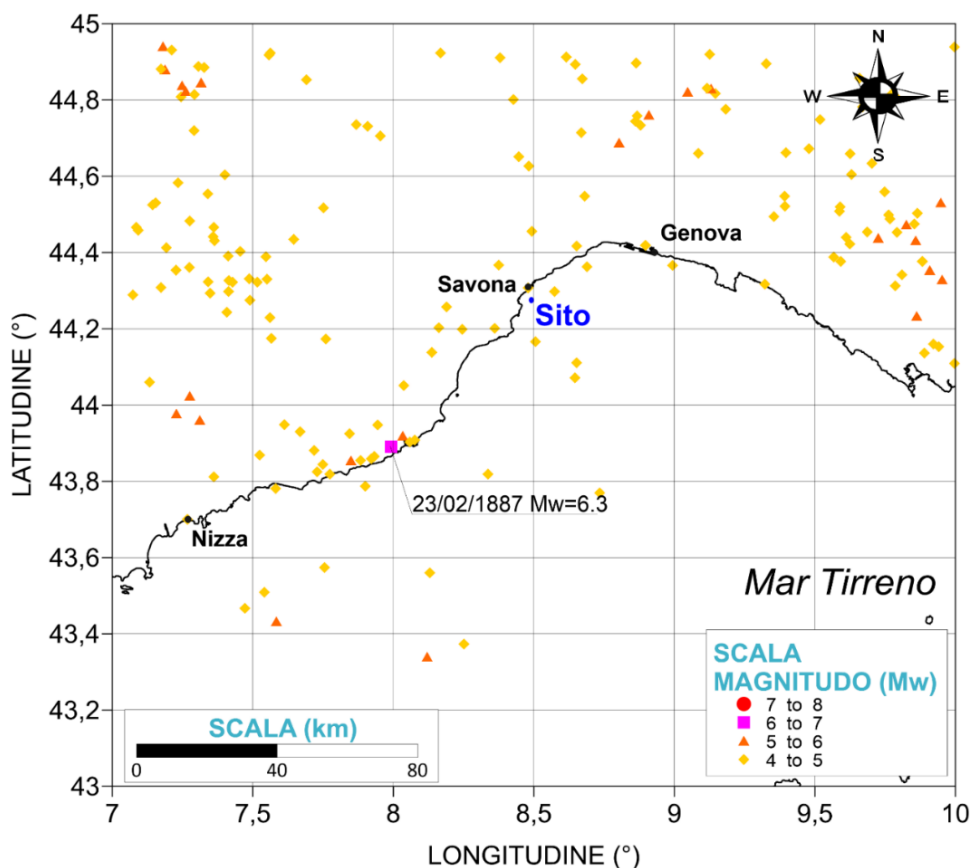 45
44,8
44,6
44,4
44,2
44
43,8
43,6
43,4
43,2
43
LATITUDINE (°)
N
W
E
S
Genova
Savona
Sito
23/02/1887 Mw=6.3
Nizza
Mar Tirreno
SCALA
MAGNITUDO (Mw)
7 to 8
6 to 7
5 to 6
4 to 5
SCALA (km)
0
40
80
7
7,5
8
8,5
9
9,5
10
LONGITUDINE (°)